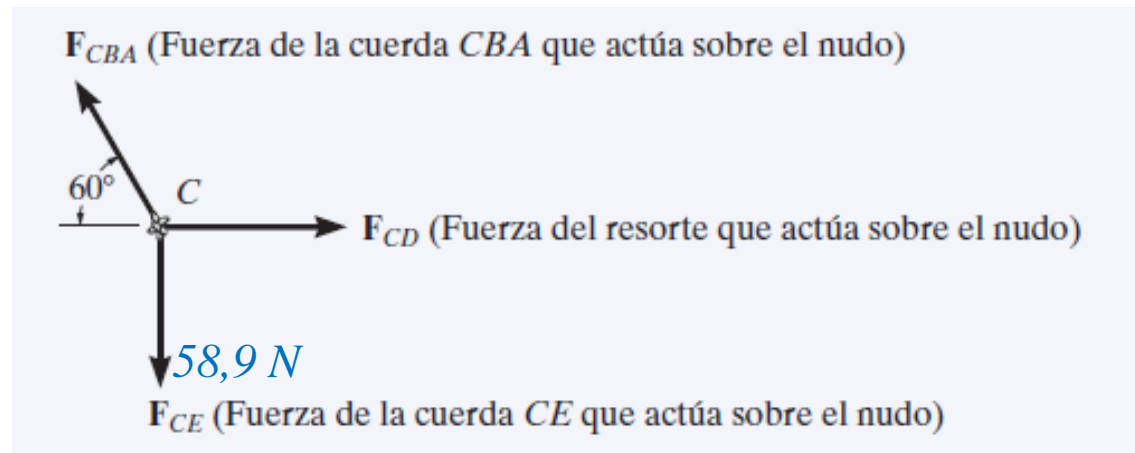 F_CBA (Fuerza de la cuerda CBA que actúa sobre el nudo)
60°
C
F_CD (Fuerza del resorte que actúa sobre el nudo)
58,9 N
F_CE (Fuerza de la cuerda CE que actúa sobre el nudo)